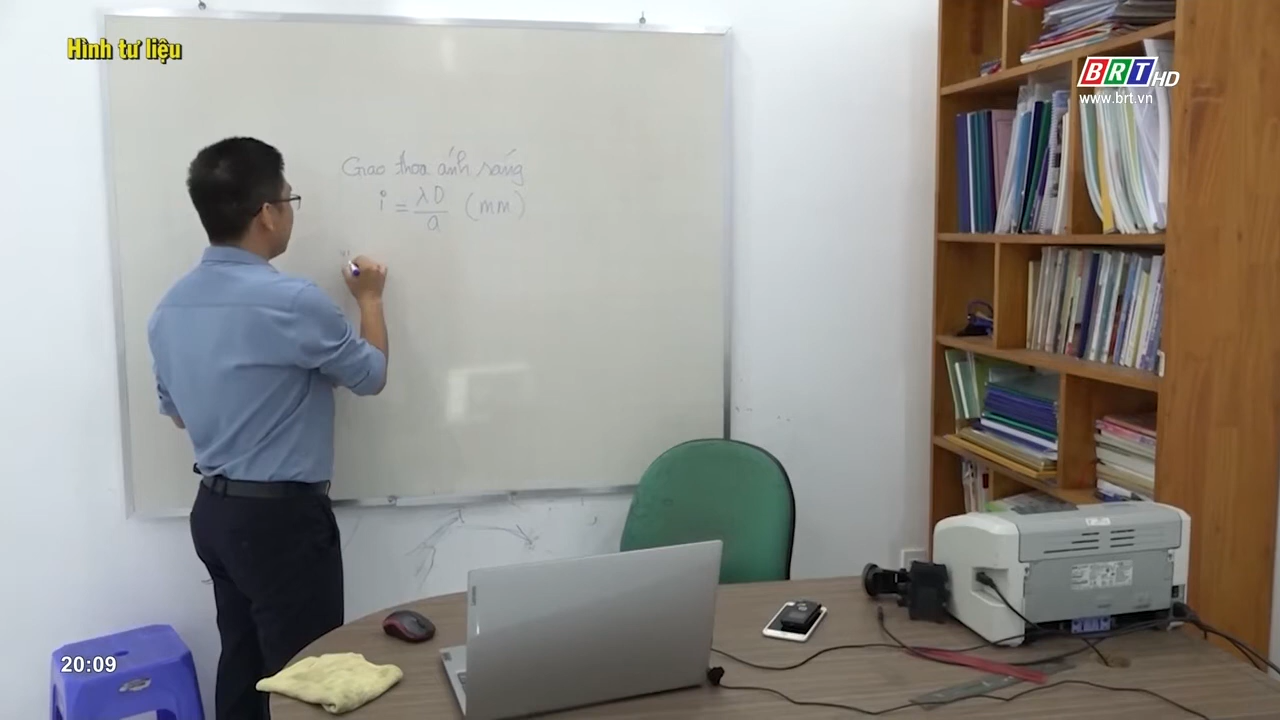 Hình tư liệu
BRT HD
www.brt.vn
Giao thoa ánh sáng
i = λD/a (mm)
20:09